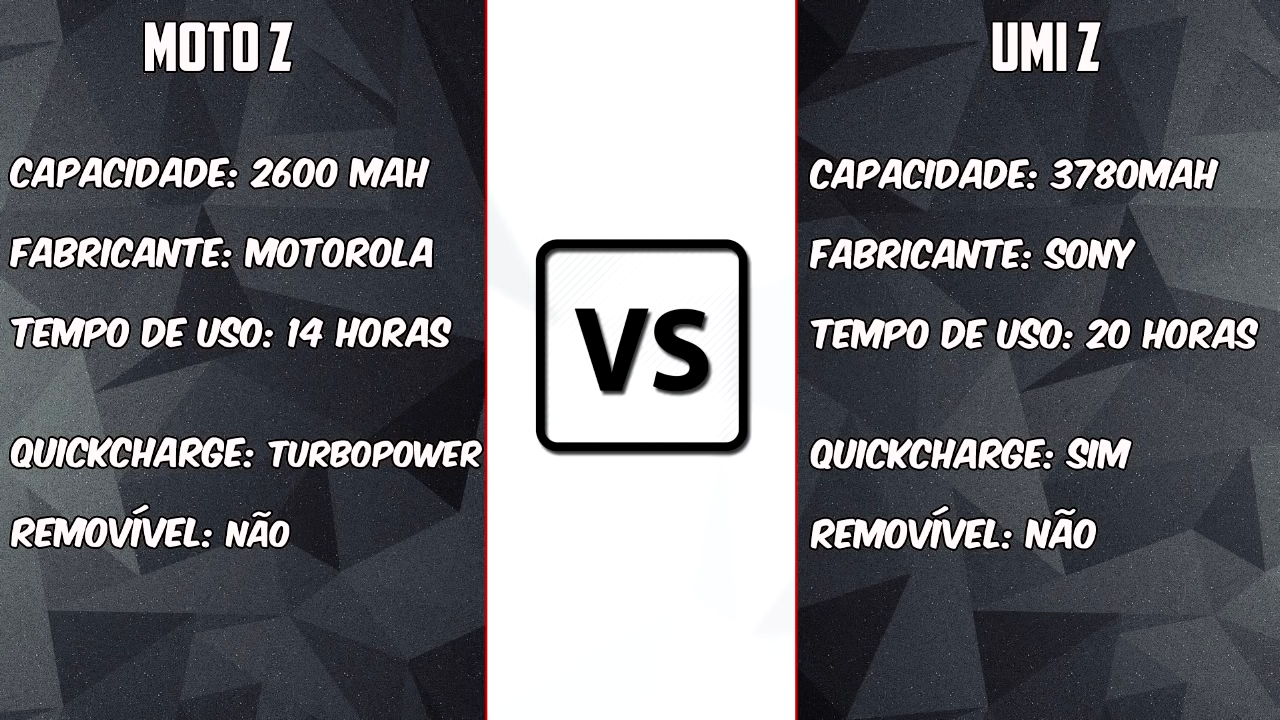 MOTO Z
CAPACIDADE: 2600 MAH
FABRICANTE: MOTOROLA
TEMPO DE USO: 14 HORAS
QUICKCHARGE: TURBOPOWER
REMOVÍVEL: NÃO
VS
UMI Z
CAPACIDADE: 3780MAH
FABRICANTE: SONY
TEMPO DE USO: 20 HORAS
QUICKCHARGE: SIM
REMOVÍVEL: NÃO